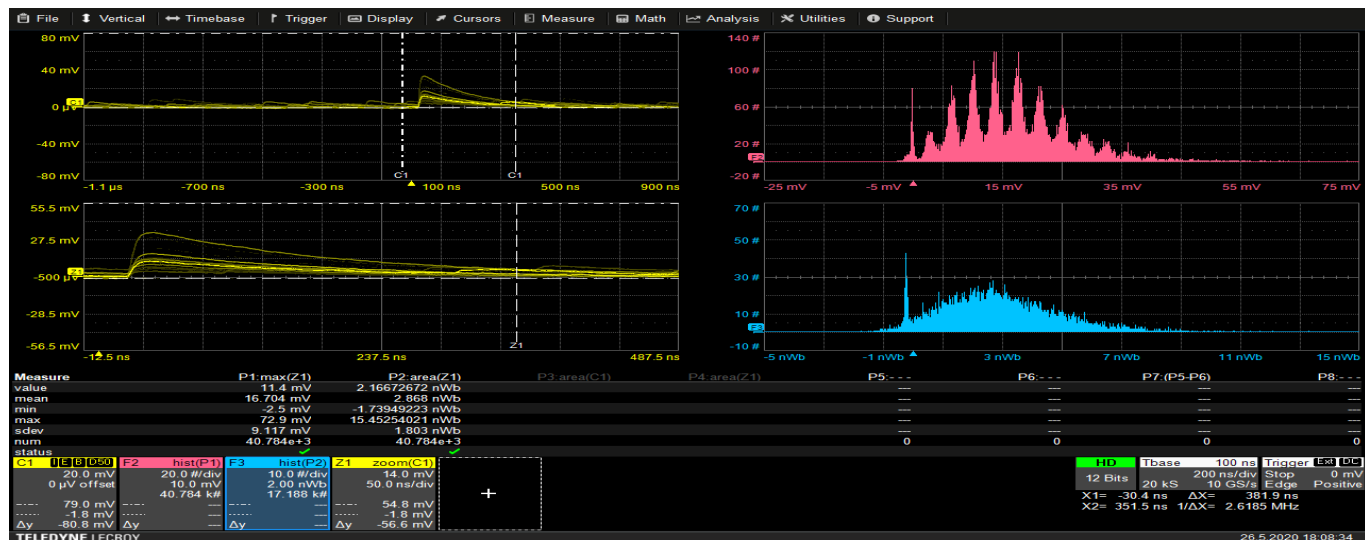 File Vertical Timebase Trigger Display Cursors Measure Math Analysis Utilities Support
80 mV
40 mV
0 µV
C1
-40 mV
-80 mV
C1 C1
-1.1 µs -700 ns -300 ns 100 ns 500 ns 900 ns
140 #
100 #
60 #
20 #
F2
-20 #
-25 mV -5 mV 15 mV 35 mV 55 mV 75 mV
55.5 mV
27.5 mV
Z1
-500 µV
-28.5 mV
-56.5 mV
Z1
-12.5 ns 237.5 ns 487.5 ns
70 #
50 #
30 #
10 #
F3
-10 #
-5 nWb -1 nWb 3 nWb 7 nWb 11 nWb 15 nWb
Measure P1:max(Z1) P2:area(Z1) P3:area(C1) P4:area(Z1) P5:- - - P6:- - - P7:(P5-P6) P8:- - -
value 11.4 mV 2.16672672 nWb --- --- --- ---
mean 16.704 mV 2.868 nWb --- --- --- ---
min -2.5 mV -1.73949223 nWb --- --- --- ---
max 72.9 mV 15.45254021 nWb --- --- --- ---
sdev 9.117 mV 1.803 nWb --- --- --- ---
num 40.784e+3 40.784e+3 0 0 0 0
status
C1 I E B D50 F2 hist(P1) F3 hist(P2) Z1 zoom(C1)
20.0 mV 20.0 #/div 10.0 #/div 14.0 mV
0 µV offset 10.0 mV 2.00 nWb 50.0 ns/div
40.784 k# 17.188 k#
79.0 mV --- --- 54.8 mV
-1.8 mV --- --- -1.8 mV
Δy -80.8 mV Δy --- Δy --- Δy -56.6 mV
+
HD Tbase 100 ns Trigger Ext DC
12 Bits 200 ns/div Stop 0 mV
20 kS 10 GS/s Edge Positive
X1= -30.4 ns ΔX= 381.9 ns
X2= 351.5 ns 1/ΔX= 2.6185 MHz
TELEDYNE LECROY 26.5.2020 18:08:34